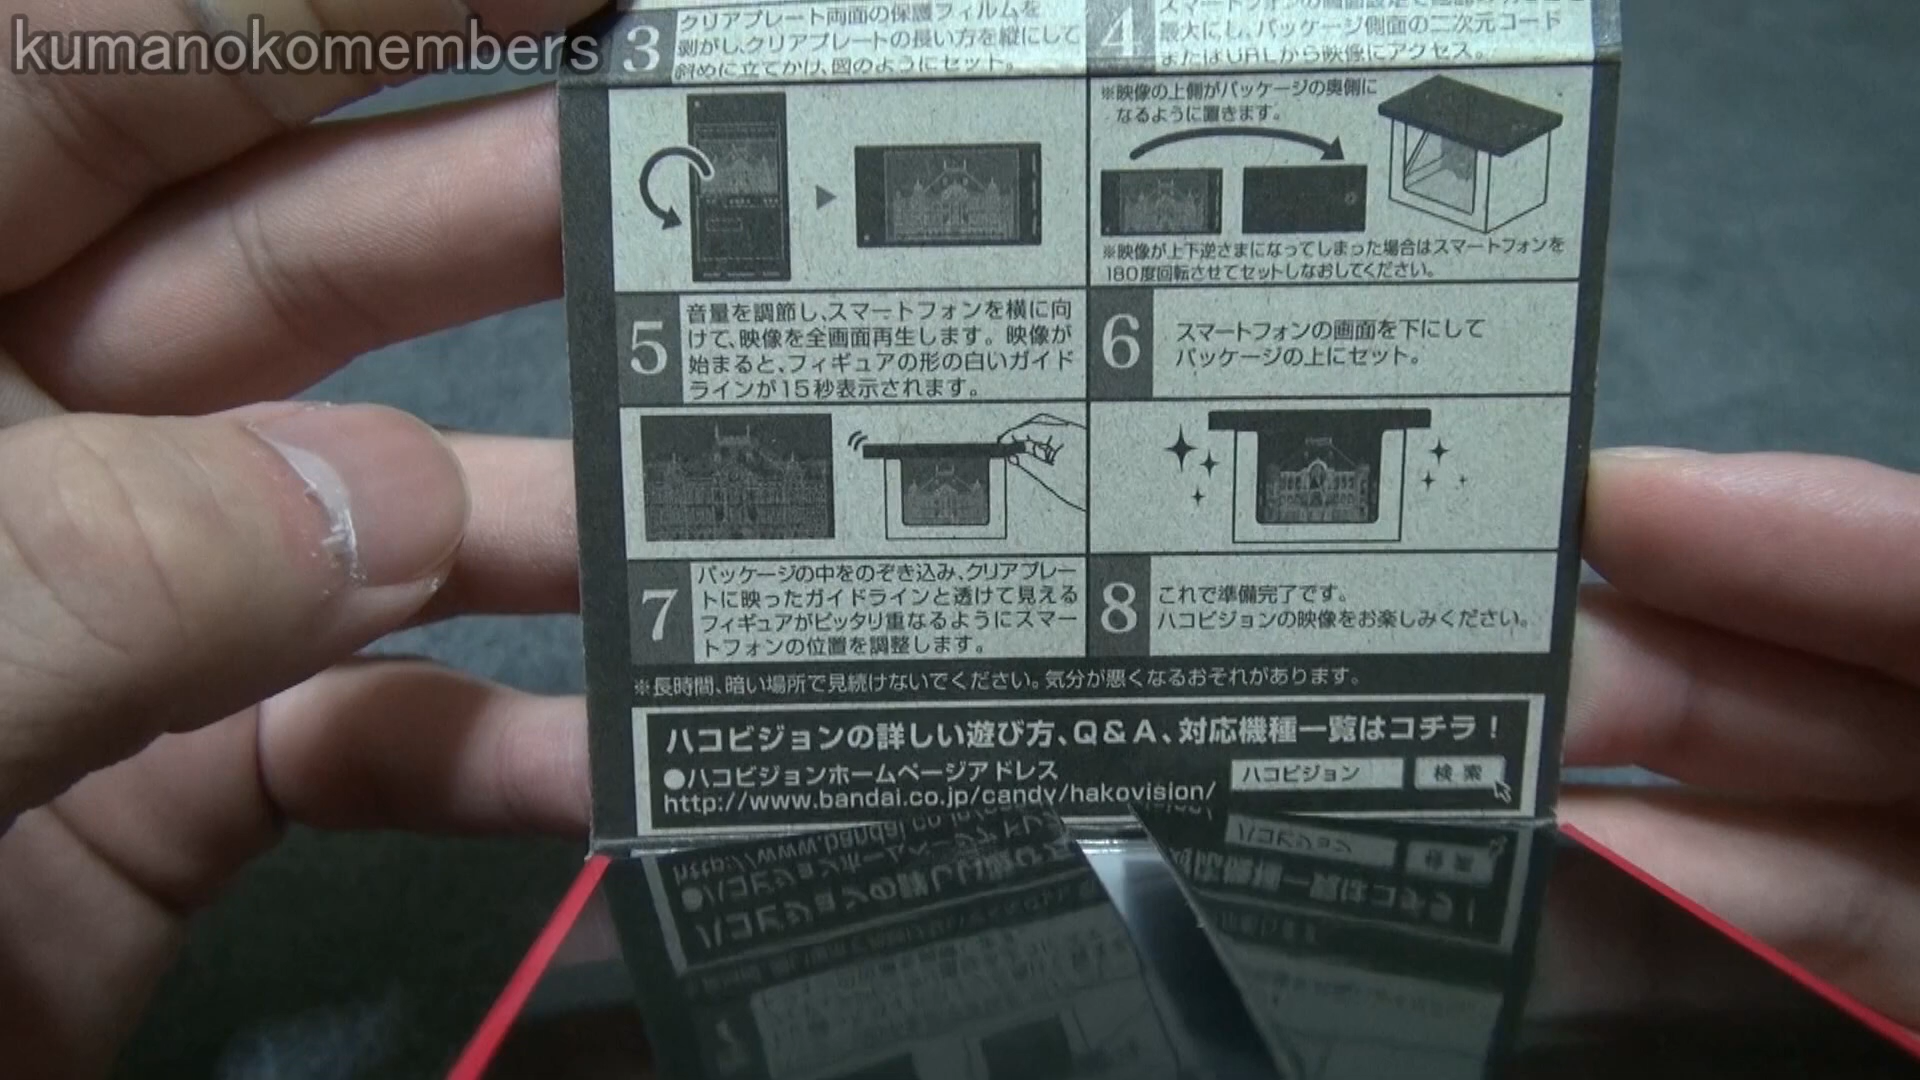 kumanokomembers
3
クリアプレート両面の保護フィルムを
剥がし、クリアプレートの長い方を縦にして
斜めに立てかけ、図のようにセット。
4
最大にし、パッケージ側面の二次元コード
またはURLから映像にアクセス。
※映像の上側がパッケージの奥側に
なるように置きます。
※映像が上下逆さまになってしまった場合はスマートフォンを
180度回転させてセットしなおしてください。
5
音量を調節し、スマートフォンを横に向
けて、映像を全画面再生します。映像が
始まると、フィギュアの形の白いガイド
ラインが15秒表示されます。
6
スマートフォンの画面を下にして
パッケージの上にセット。
7
パッケージの中をのぞき込み、クリアプレー
トに映ったガイドラインと透けて見える
フィギュアがピッタリ重なるようにスマー
トフォンの位置を調整します。
8
これで準備完了です。
ハコビジョンの映像をお楽しみください。
※長時間、暗い場所で見続けないでください。気分が悪くなるおそれがあります。
ハコビジョンの詳しい遊び方、Q&A、対応機種一覧はコチラ！
●ハコビジョンホームページアドレス
http://www.bandai.co.jp/candy/hakovision/
ハコビジョン
検索